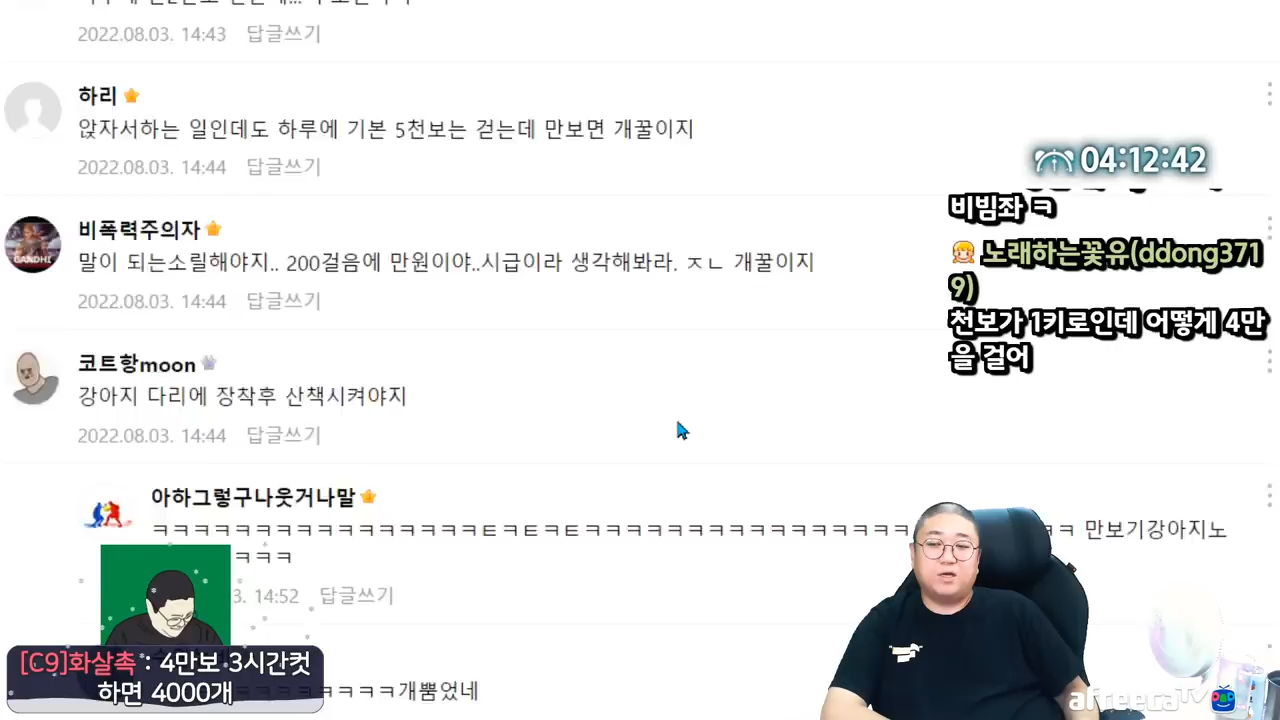 2022.08.03. 14:43 답글쓰기
하리
앉자서하는 일인데도 하루에 기본 5천보는 걷는데 만보면 개꿀이지
2022.08.03. 14:44 답글쓰기
비폭력주의자
말이 되는소릴해야지.. 200걸음에 만원이야..시급이라 생각해봐라. ㅈㄴ 개꿀이지
2022.08.03. 14:44 답글쓰기
GANDHI
코트항moon
강아지 다리에 장착후 산책시켜야지
2022.08.03. 14:44 답글쓰기
아하그렇구나웃거나말
ㅋㅋㅋㅋㅋㅋㅋㅋㅋㅋㅋㅋㅋㅋㅋㅋㅌㅋㅌㅋㅌㅋㅋㅋㅋㅋㅋㅋㅋㅋㅋㅋㅋㅋㅋㅋㅋ ㅋ 만보기강아지노
ㅋㅋㅋ
3. 14:52 답글쓰기
ㅋㅋㅋㅋㅋㅋㅋ개뿜었네
04:12:42
비빔좌 ㅋ
노래하는꽃유(ddong371
9)
천보가 1키로인데 어떻게 4만
을 걸어
[C9]화살촉 : 4만보 3시간컷
하면 4000개
afreecaTV